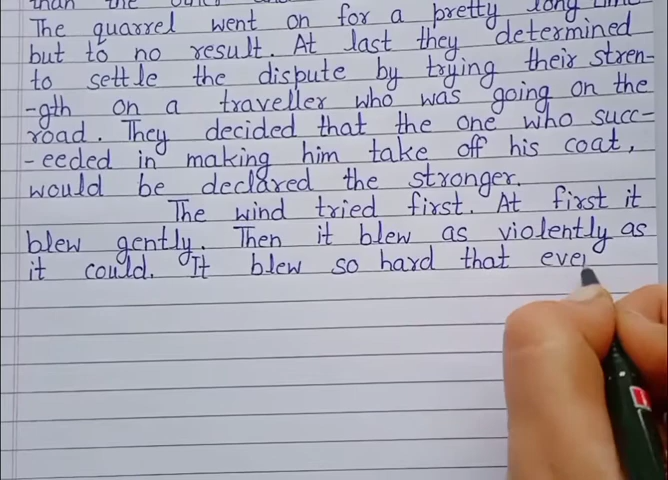 than the
The quarrel went on for a pretty long time
but to no result. At last they determined
to settle the dispute by trying their stren-
-gth on a traveller who was going on the
road. They decided that the one who succ-
-eeded in making him take off his coat,
would be declared the stronger.
The wind tried first. At first it
blew gently. Then it blew as violently as
it could. It blew so hard that eve